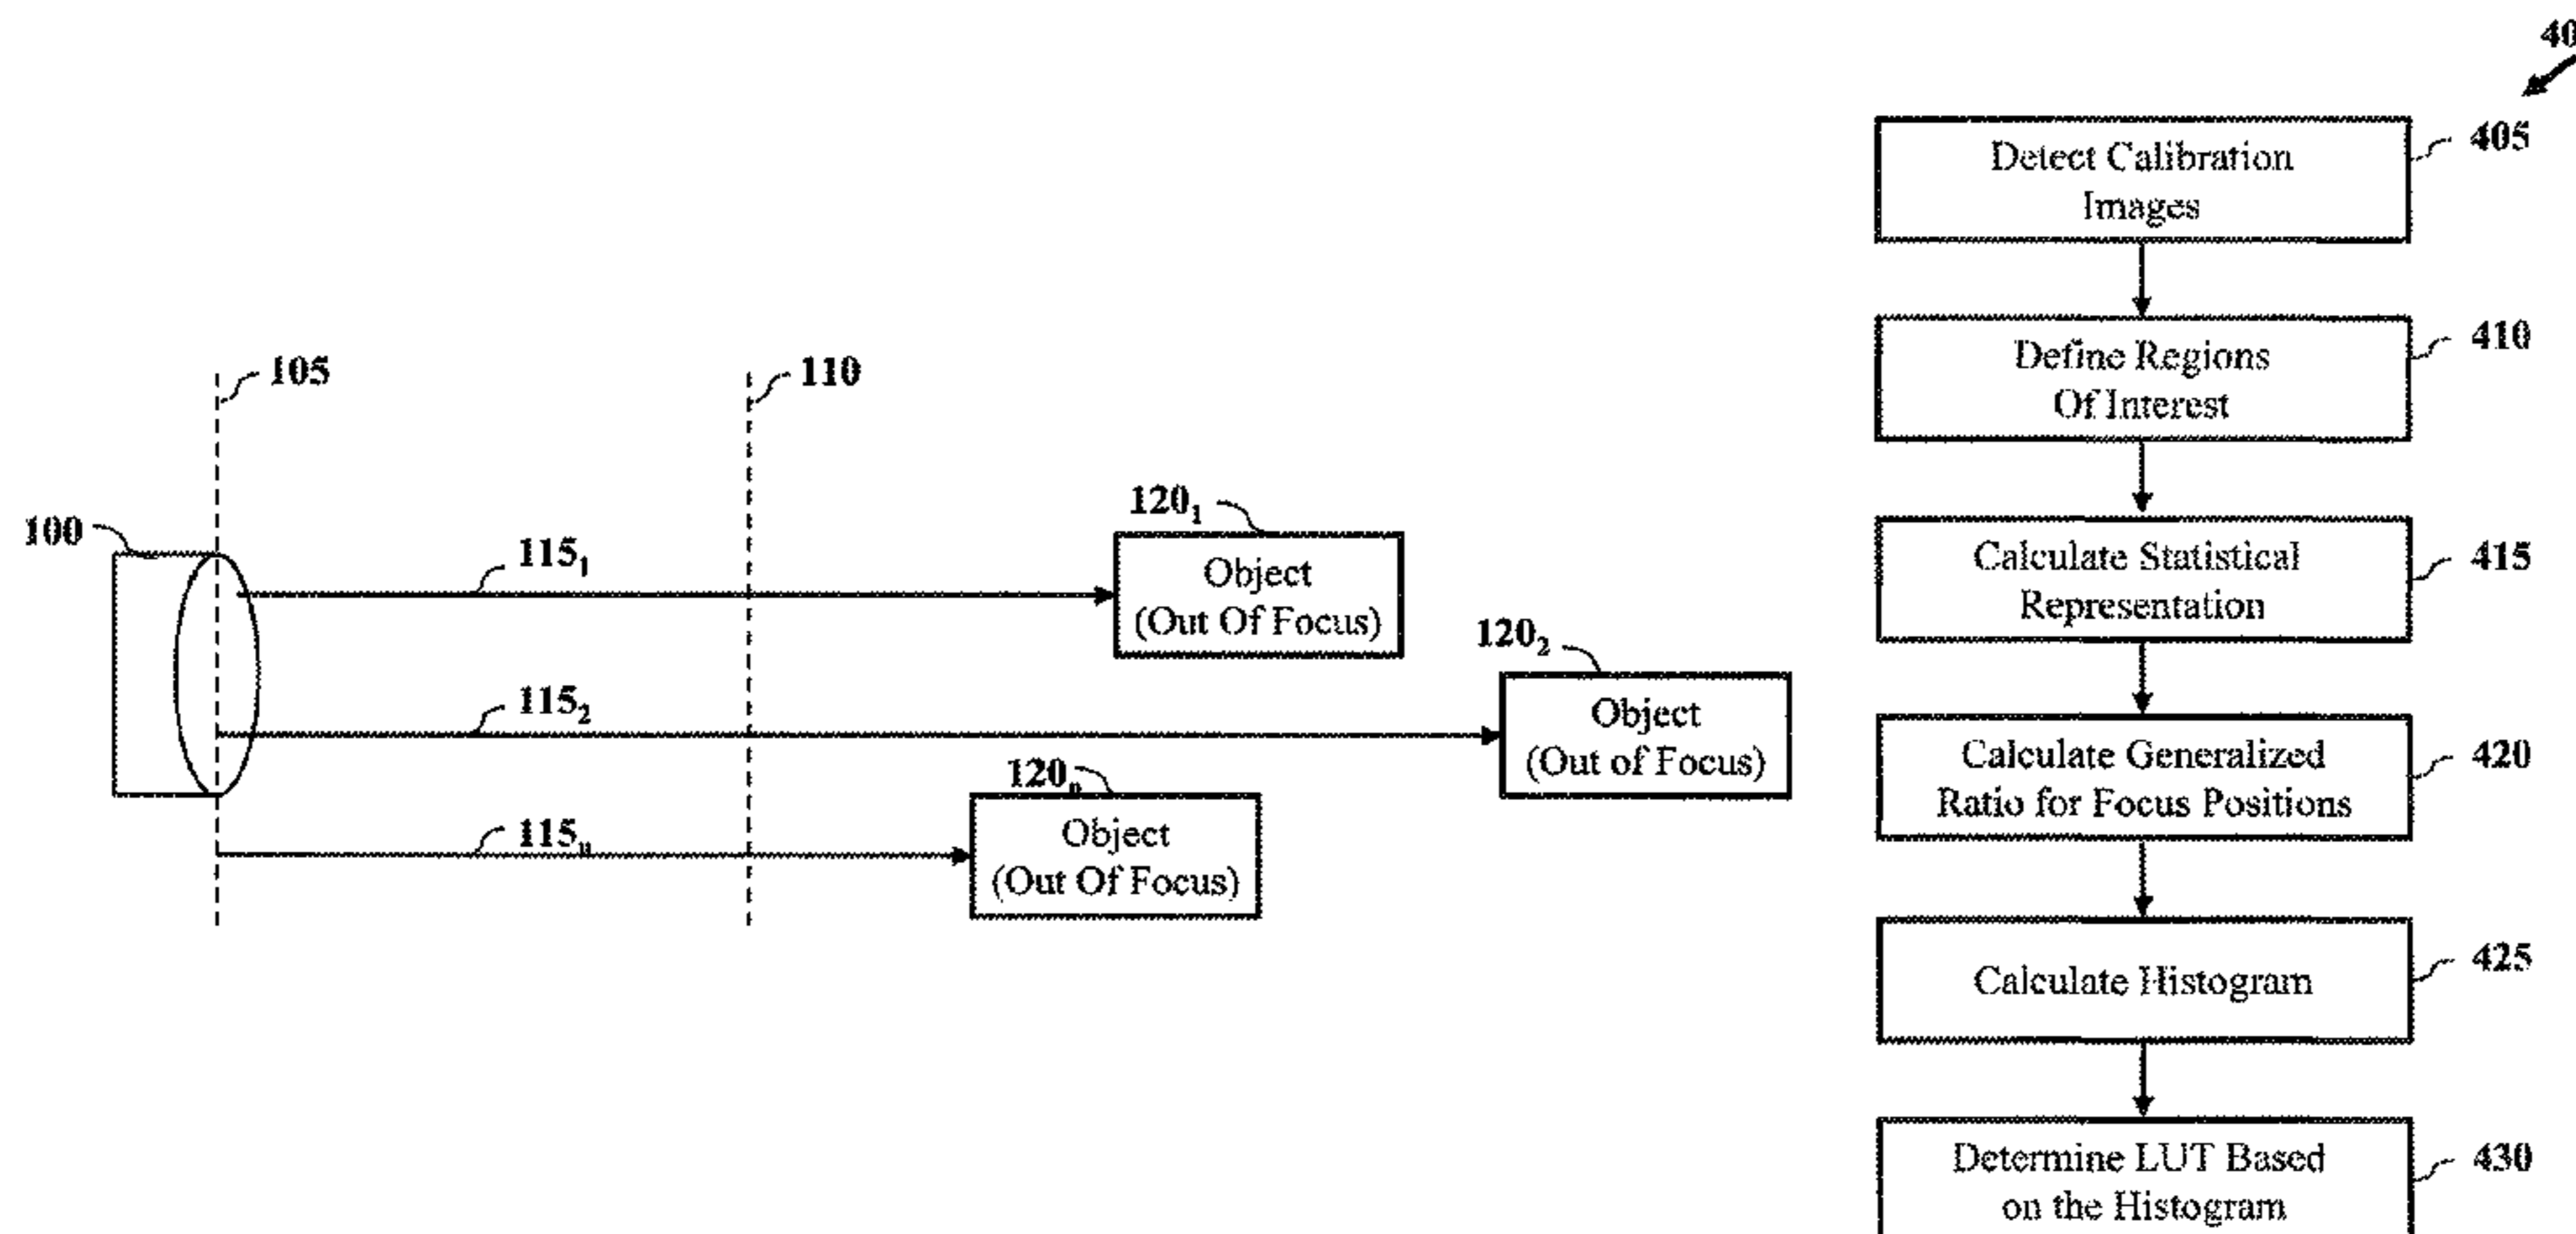 105
110
100
115₁
120₁
Object
(Out Of Focus)
115₂
120₂
Object
(Out of Focus)
115ₙ
120ₙ
Object
(Out Of Focus)
40
Detect Calibration
Images
405
Define Regions
Of Interest
410
Calculate Statistical
Representation
415
Calculate Generalized
Ratio for Focus Positions
420
Calculate Histogram
425
Determine LUT Based
on the Histogram
430